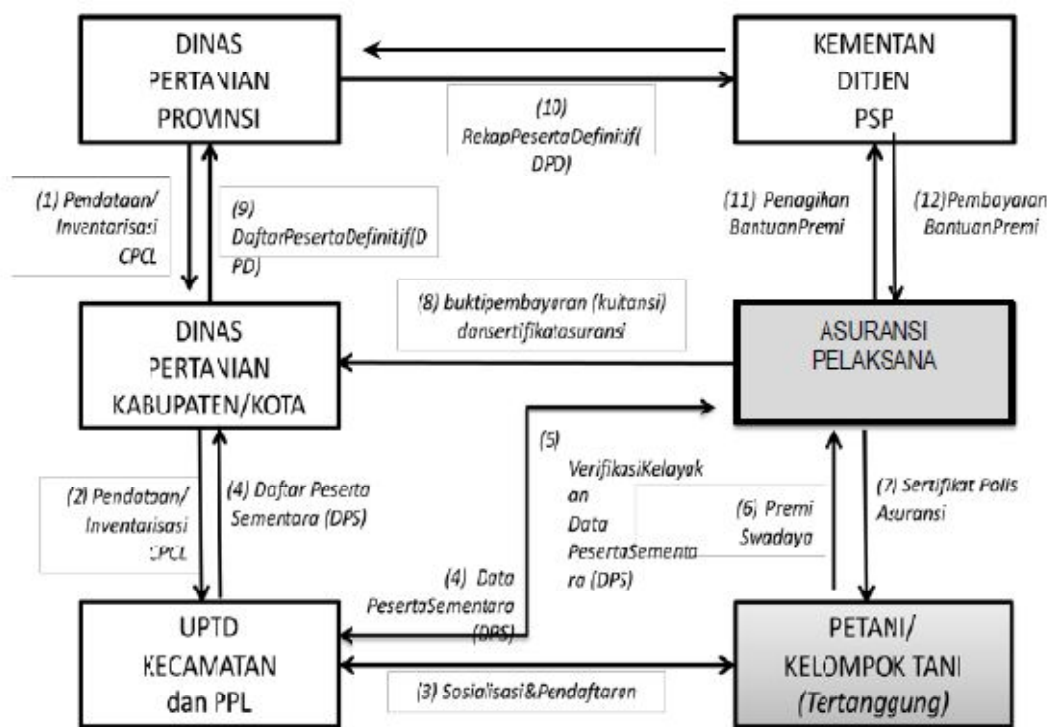 DINAS
PERTANIAN
PROVINSI
KEMENTAN
DITJEN
PSP
(10)
RekapPesertaDefinitif(
DPD)
(1) Pendataan/
Inventarisasi
CPCL
(9)
DaftarPesertaDefinitif(D
PD)
(11) Penagihan
BantuanPremi
(12)Pembayaran
BantuanPremi
(8) buktipembayaran (kuitansi)
dansertifikatasuransi
DINAS
PERTANIAN
KABUPATEN/KOTA
ASURANSI
PELAKSANA
(2) Pendataan/
Inventarisasi
CPCL
(4) Daftar Peserta
Sementara (DPS)
(5)
VerifikasiKelayak
an
Data
PesertaSementa
ra (DPS)
(6) Premi
Swadaya
(7) Sertifikat Polis
Asuransi
(4) Data
PesertaSementara
(DPS)
UPTD
KECAMATAN
dan PPL
(3) Sosialisasi&Pendaftaran
PETANI/
KELOMPOK TANI
(Tertanggung)